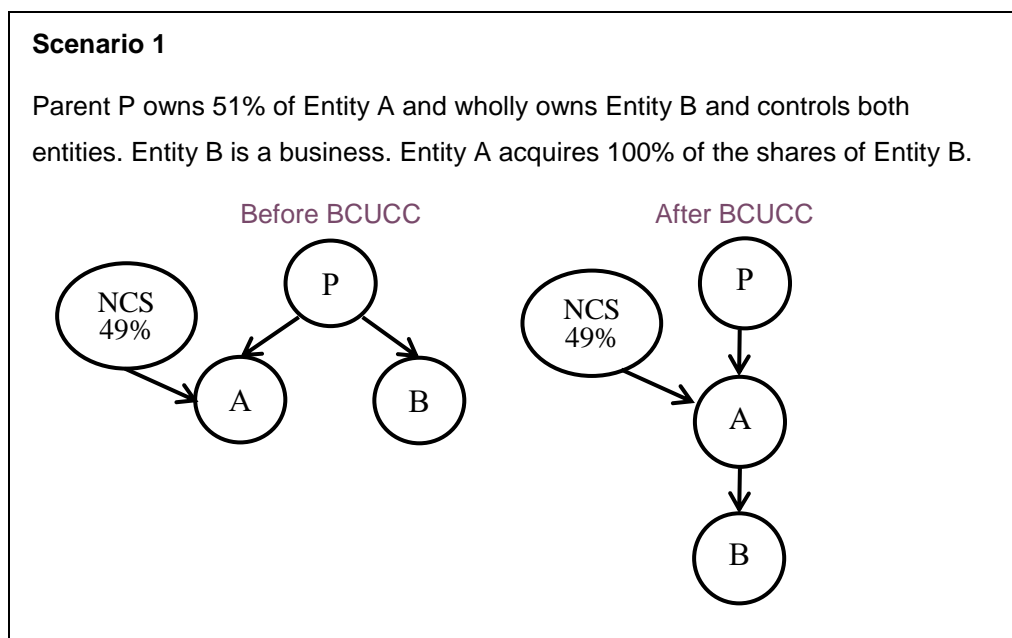 Scenario 1
Parent P owns 51% of Entity A and wholly owns Entity B and controls both
entities. Entity B is a business. Entity A acquires 100% of the shares of Entity B.
Before BCUCC
After BCUCC
NCS
49%
P
A
B
NCS
49%
P
A
B